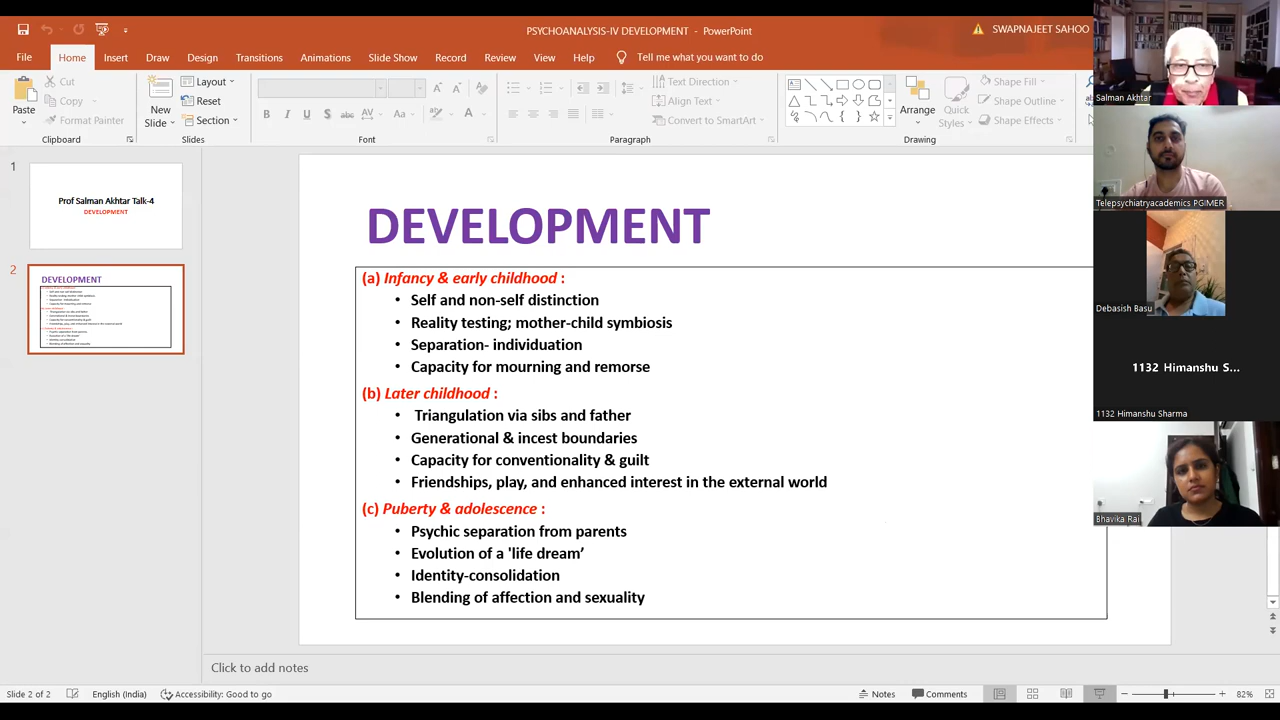 PSYCHOANALYSIS-IV DEVELOPMENT - PowerPoint
SWAPNAJEET SAHOO
File Home Insert Draw Design Transitions Animations Slide Show Record Review View Help Tell me what you want to do
Paste
Cut
Copy
Format Painter
Clipboard
New
Slide
Layout
Reset
Section
Slides
B I U S abc AV Aa A
Font
Text Direction
Align Text
Convert to SmartArt
Paragraph
Arrange
Quick
Styles
Shape Fill
Shape Outline
Shape Effects
Drawing
1
Prof Salman Akhtar Talk-4
DEVELOPMENT
2
DEVELOPMENT
DEVELOPMENT
(a) Infancy & early childhood :
• Self and non-self distinction
• Reality testing; mother-child symbiosis
• Separation- individuation
• Capacity for mourning and remorse
(b) Later childhood :
• Triangulation via sibs and father
• Generational & incest boundaries
• Capacity for conventionality & guilt
• Friendships, play, and enhanced interest in the external world
(c) Puberty & adolescence :
• Psychic separation from parents
• Evolution of a 'life dream’
• Identity-consolidation
• Blending of affection and sexuality
Salman Akhtar
Telepsychiatryacademics PGIMER
Debasish Basu
1132 Himanshu S...
1132 Himanshu Sharma
Bhavika Rai
Click to add notes
Slide 2 of 2 English (India) Accessibility: Good to go Notes Comments 82%